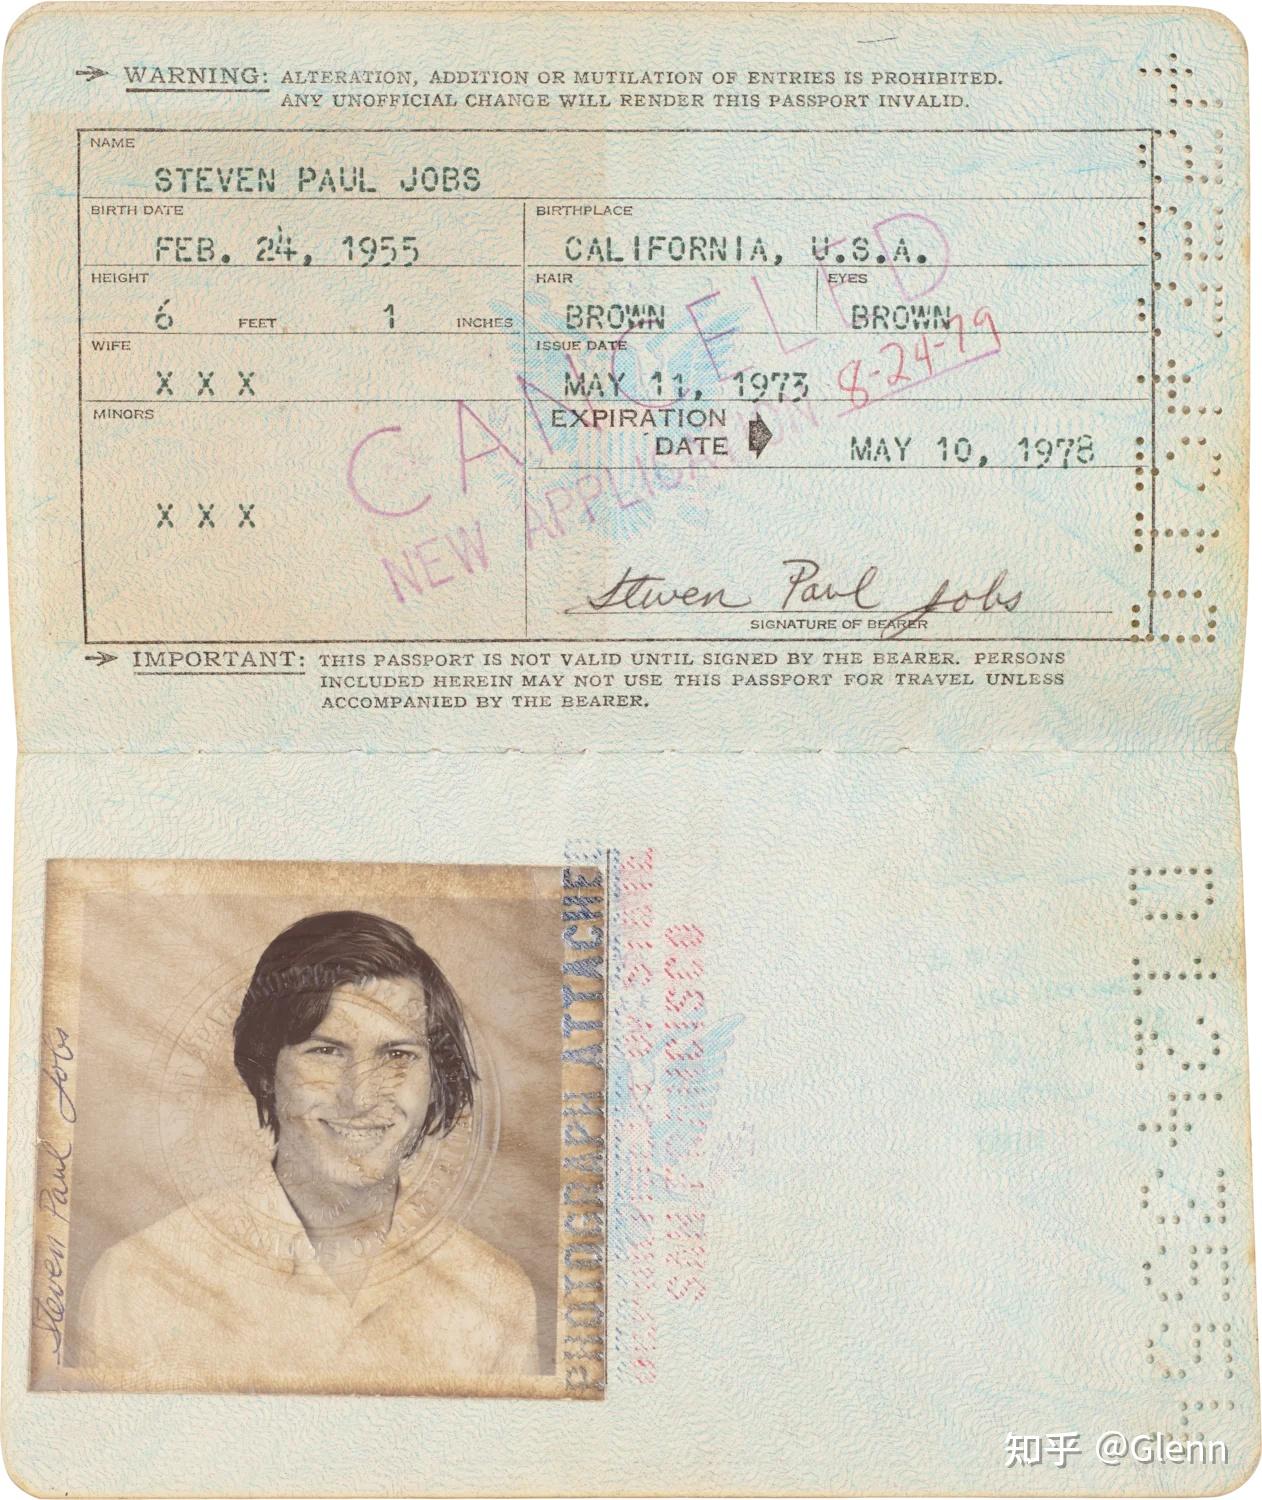 WARNING: ALTERATION, ADDITION OR MUTILATION OF ENTRIES IS PROHIBITED.
ANY UNOFFICIAL CHANGE WILL RENDER THIS PASSPORT INVALID.
NAME
STEVEN PAUL JOBS
BIRTH DATE
FEB. 24, 1955
BIRTHPLACE
CALIFORNIA, U.S.A.
HEIGHT
6 FEET 1 INCHES
HAIR
BROWN
EYES
BROWN
WIFE
X X X
ISSUE DATE
MAY 11, 1973
MINORS
X X X
EXPIRATION
DATE
MAY 10, 1978
CANCELED
8-24-79
NEW APPLICATION
Steven Paul Jobs
SIGNATURE OF BEARER
IMPORTANT: THIS PASSPORT IS NOT VALID UNTIL SIGNED BY THE BEARER. PERSONS
INCLUDED HEREIN MAY NOT USE THIS PASSPORT FOR TRAVEL UNLESS
ACCOMPANIED BY THE BEARER.
Steven Paul Jobs
PHOTOGRAPH ATTACHED
SAN FRANCISCO
知乎 @Glenn